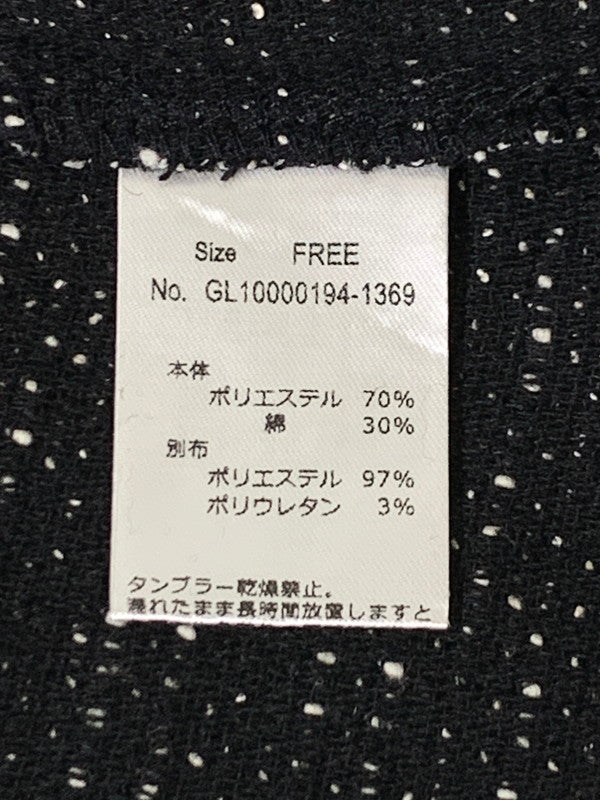 Size FREE
No. GL10000194-1369
本体
ポリエステル 70%
綿 30%
別布
ポリエステル 97%
ポリウレタン 3%
タンブラー乾燥禁止。
濡れたまま長時間放置しますと